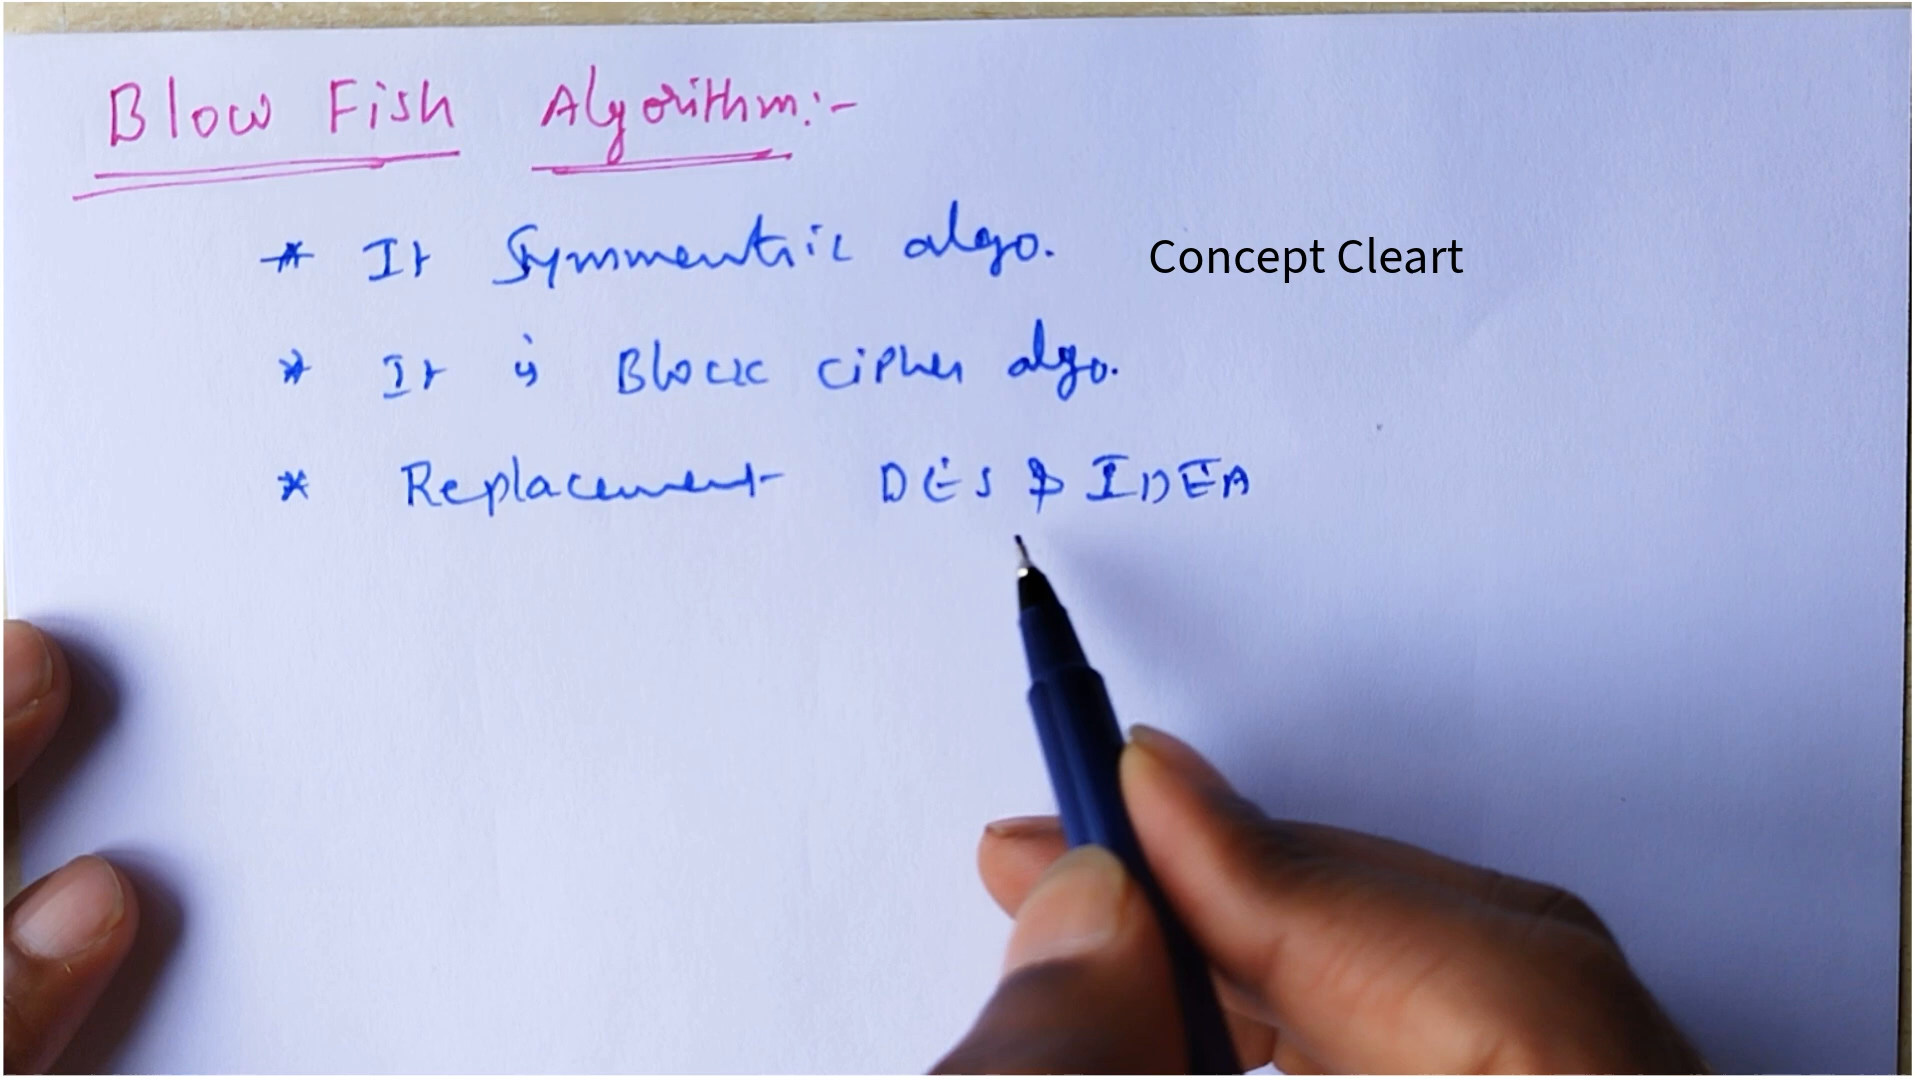 Blow Fish Algorithm:-
* It Symmentric algo. Concept Cleart
* It is Block cipher algo.
* Replacement DES & IDEA